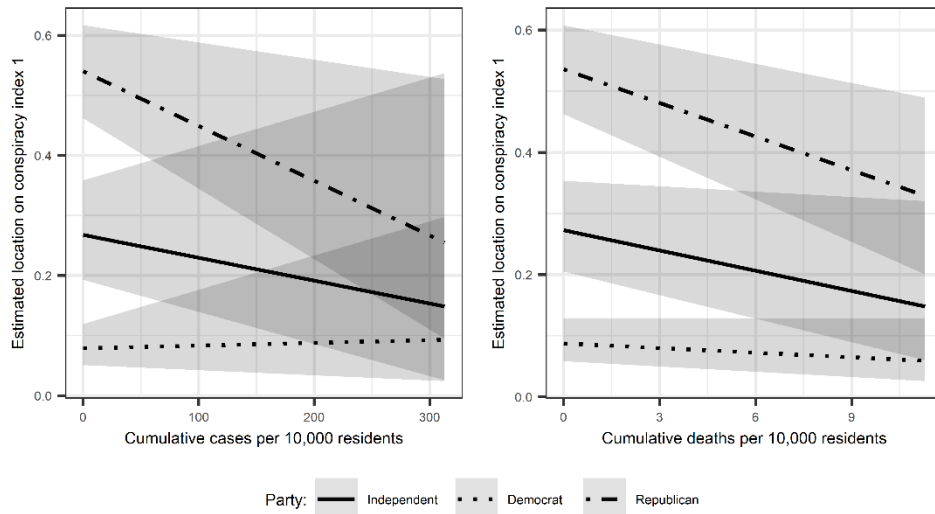 Estimated location on conspiracy index 1
0.6
0.4
0.2
0.0
0 100 200 300
Cumulative cases per 10,000 residents
Estimated location on conspiracy index 1
0.6
0.4
0.2
0.0
0 3 6 9
Cumulative deaths per 10,000 residents
Party: Independent Democrat Republican